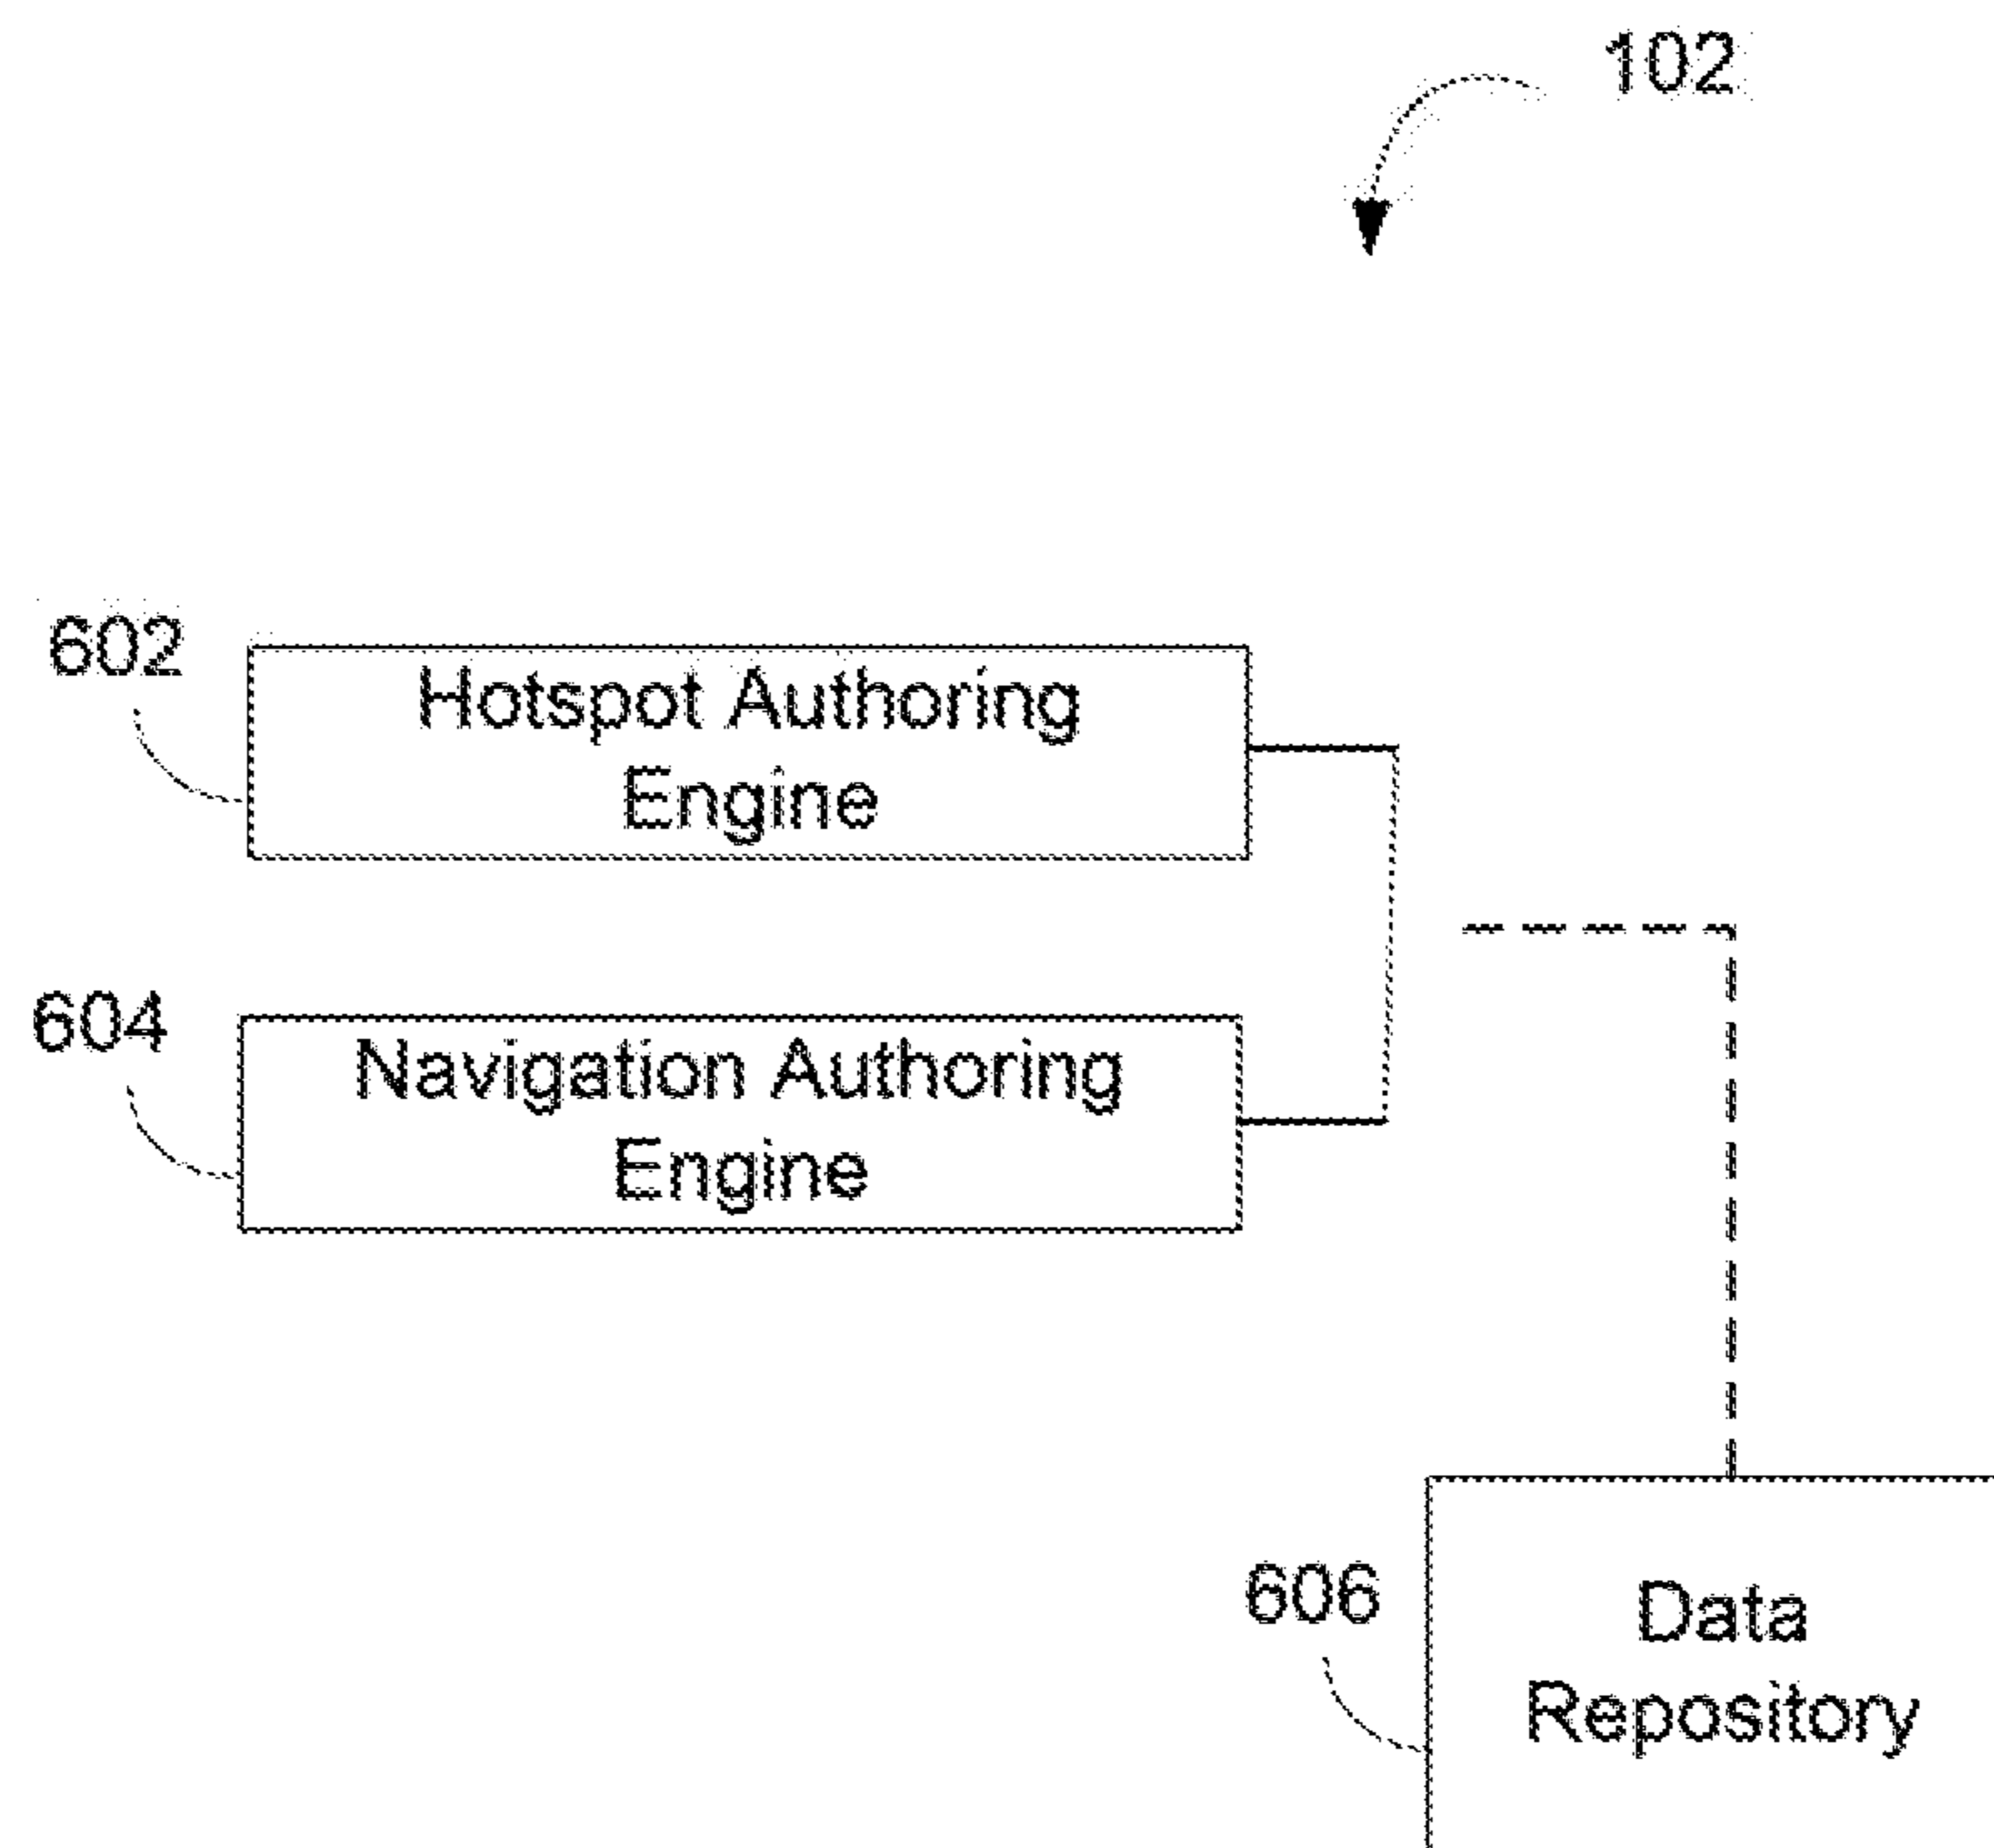 102
602
Hotspot Authoring
Engine
604
Navigation Authoring
Engine
606
Data
Repository